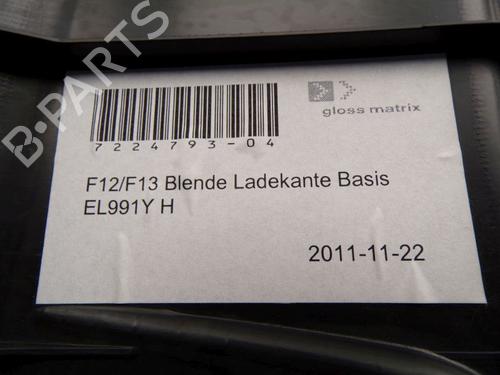 B-PARTS
gloss matrix
7224793-04
F12/F13 Blende Ladekante Basis
EL991Y H
2011-11-22